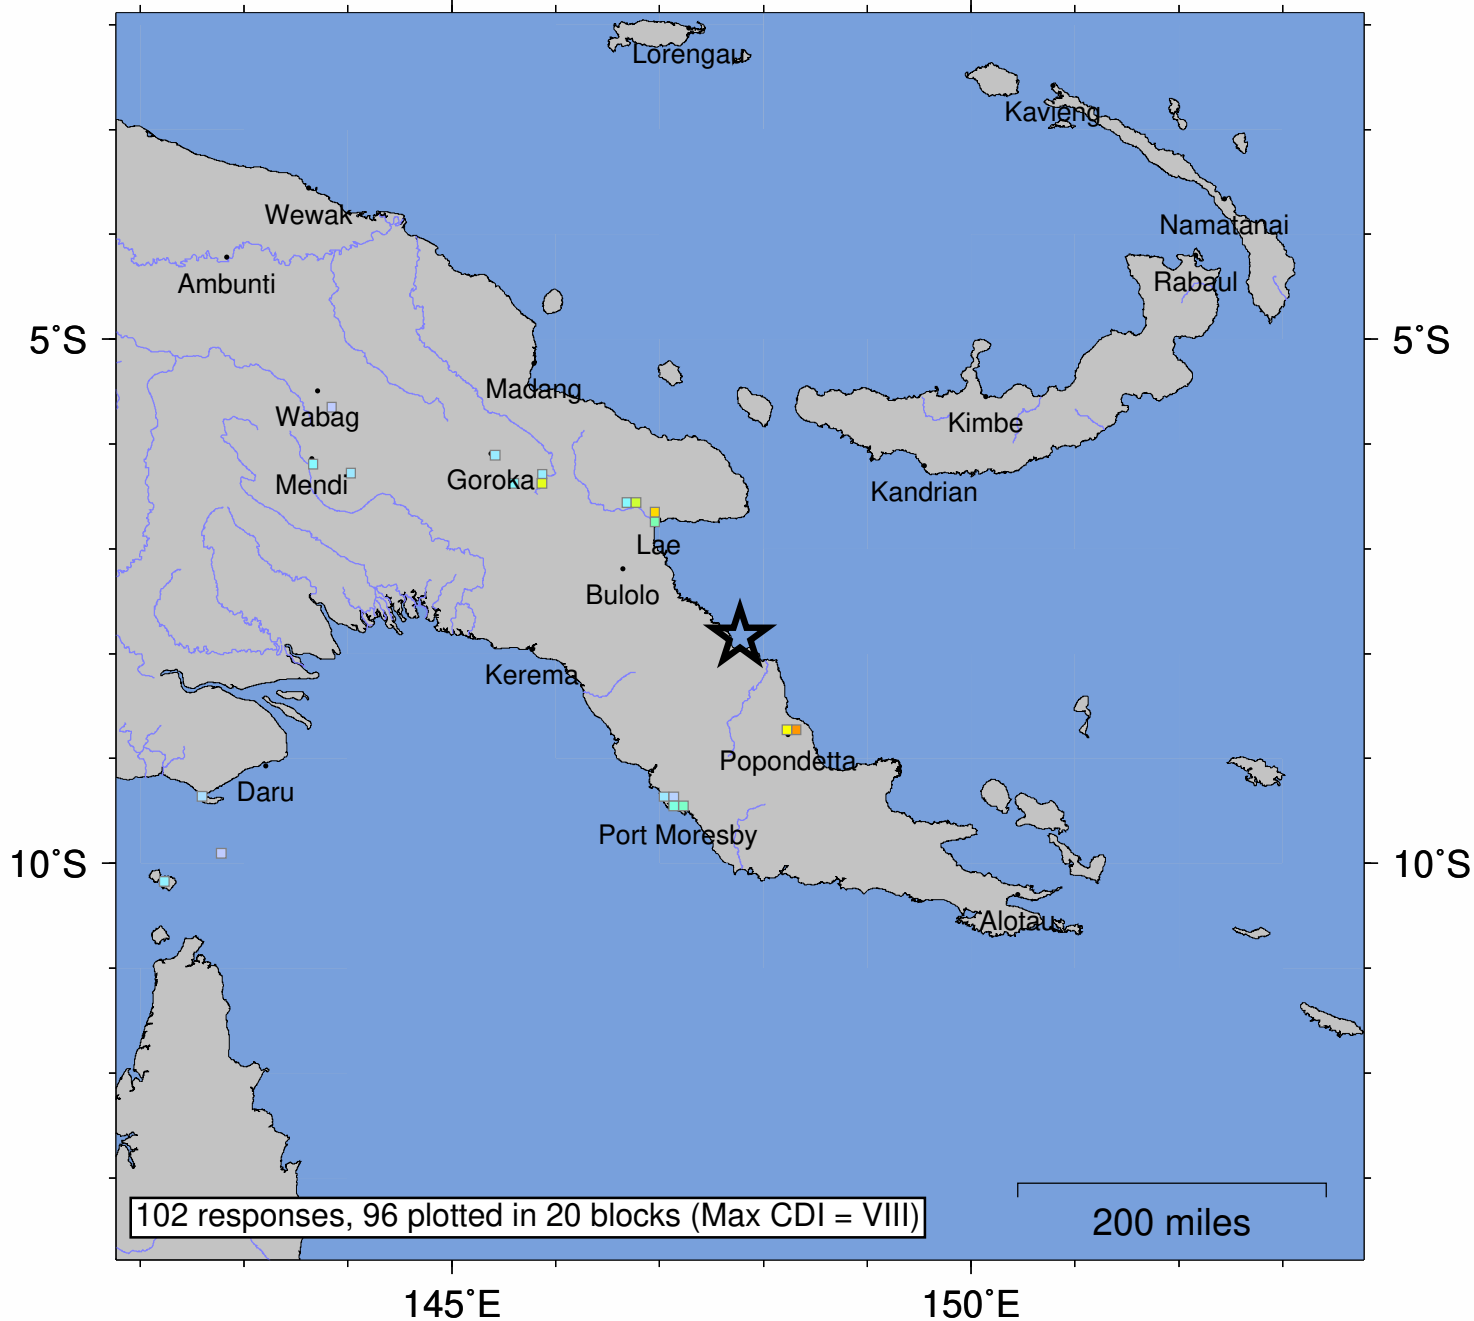 Lorengau
Kavieng
Wewak
Namatanai
Ambunti
Rabaul
5°S
5°S
Madang
Wabag
Kimbe
Goroka
Mendi
Kandrian
Lae
Bulolo
Kerema
Popondetta
Daru
Port Moresby
10°S
10°S
Alotau
102 responses, 96 plotted in 20 blocks (Max CDI = VIII)
200 miles
145°E
150°E